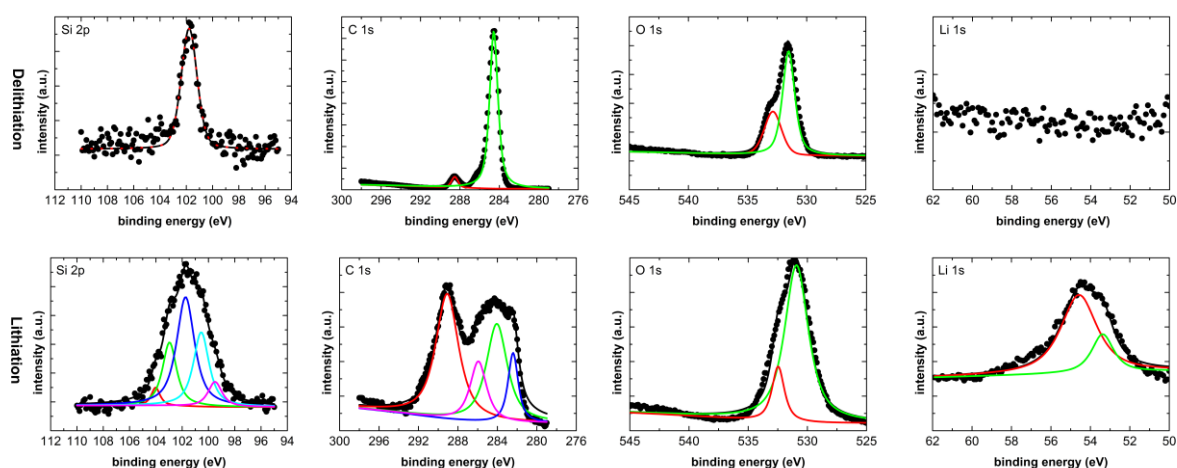 Delithiation
Si 2p
intensity (a.u.)
112 110 108 106 104 102 100 98 96 94
binding energy (eV)
C 1s
intensity (a.u.)
300 296 292 288 284 280 276
binding energy (eV)
O 1s
intensity (a.u.)
545 540 535 530 525
binding energy (eV)
Li 1s
intensity (a.u.)
62 60 58 56 54 52 50
binding energy (eV)
Lithiation
Si 2p
intensity (a.u.)
112 110 108 106 104 102 100 98 96 94
binding energy (eV)
C 1s
intensity (a.u.)
300 296 292 288 284 280 276
binding energy (eV)
O 1s
intensity (a.u.)
545 540 535 530 525
binding energy (eV)
Li 1s
intensity (a.u.)
62 60 58 56 54 52 50
binding energy (eV)